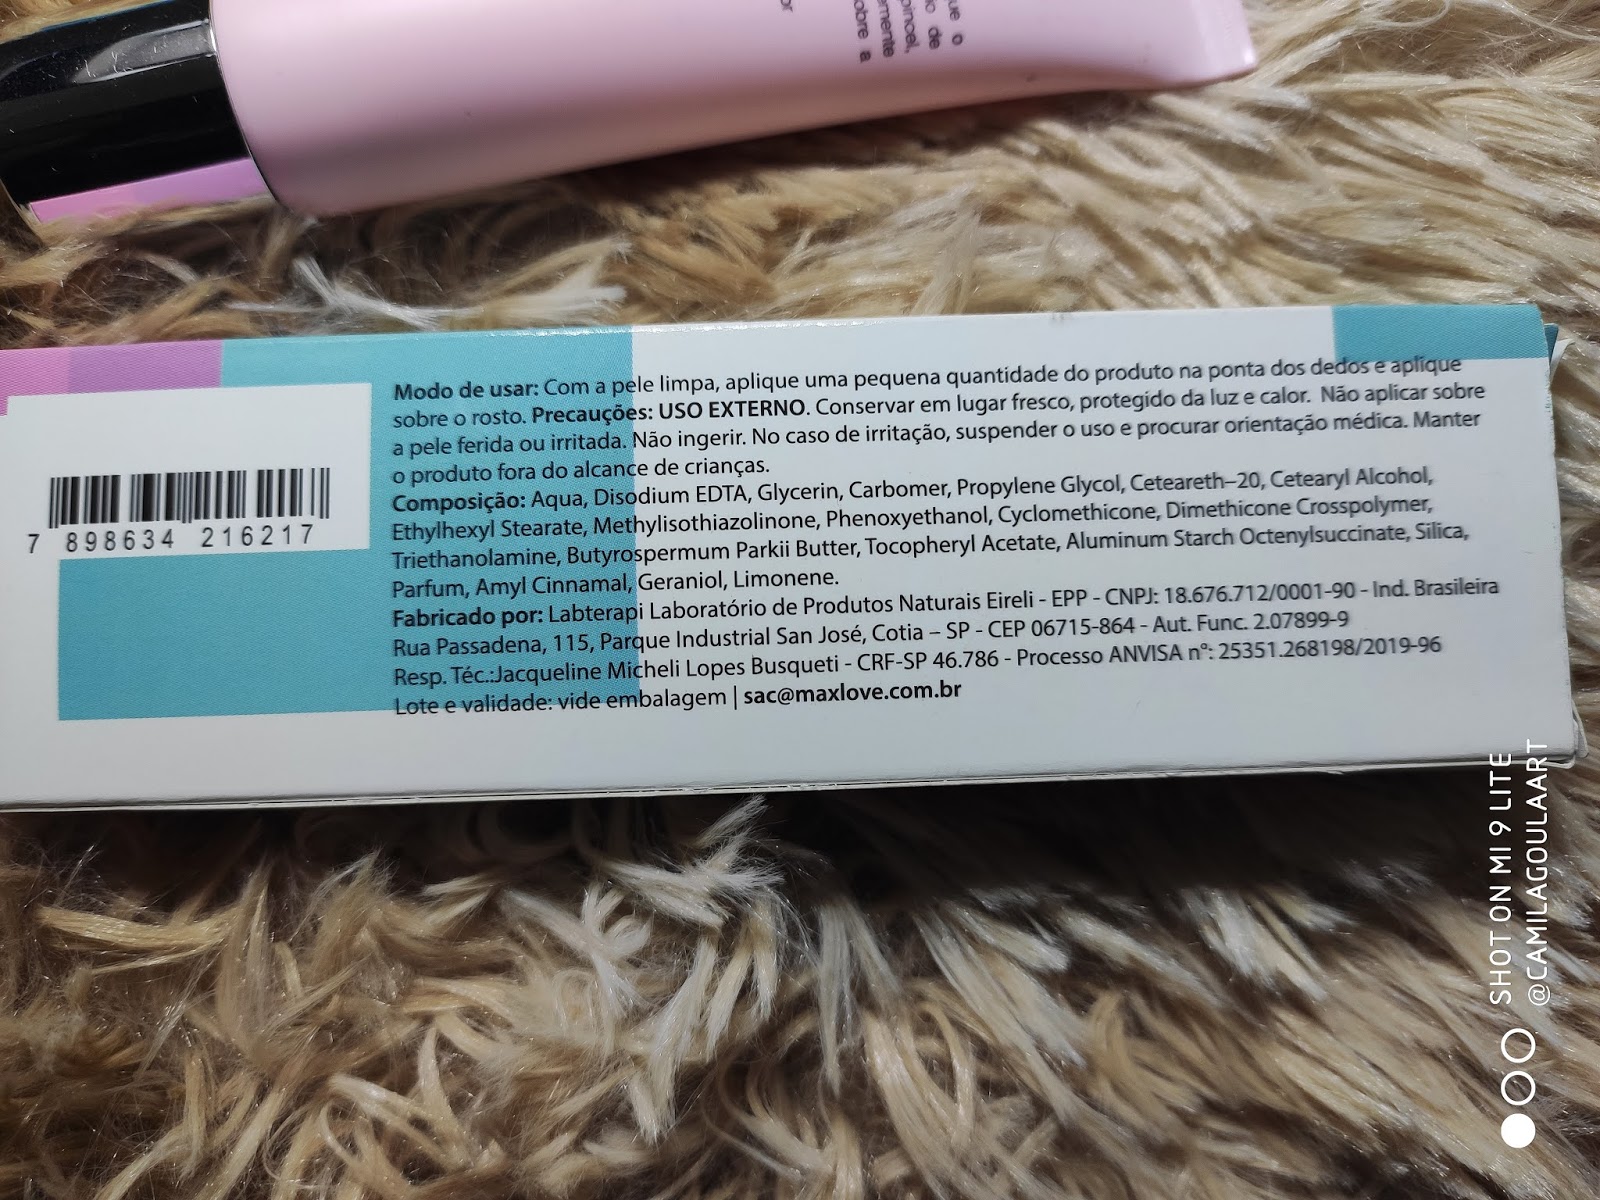 que o
io de
pincel,
emente
sobre a
or
Modo de usar: Com a pele limpa, aplique uma pequena quantidade do produto na ponta dos dedos e aplique
sobre o rosto. Precauções: USO EXTERNO. Conservar em lugar fresco, protegido da luz e calor. Não aplicar sobre
a pele ferida ou irritada. Não ingerir. No caso de irritação, suspender o uso e procurar orientação médica. Manter
o produto fora do alcance de crianças.
Composição: Aqua, Disodium EDTA, Glycerin, Carbomer, Propylene Glycol, Ceteareth–20, Cetearyl Alcohol,
Ethylhexyl Stearate, Methylisothiazolinone, Phenoxyethanol, Cyclomethicone, Dimethicone Crosspolymer,
Triethanolamine, Butyrospermum Parkii Butter, Tocopheryl Acetate, Aluminum Starch Octenylsuccinate, Silica,
Parfum, Amyl Cinnamal, Geraniol, Limonene.
Fabricado por: Labterapi Laboratório de Produtos Naturais Eireli - EPP - CNPJ: 18.676.712/0001-90 - Ind. Brasileira
Rua Passadena, 115, Parque Industrial San José, Cotia – SP - CEP 06715-864 - Aut. Func. 2.07899-9
Resp. Téc.:Jacqueline Micheli Lopes Busqueti - CRF-SP 46.786 - Processo ANVISA nº: 25351.268198/2019-96
Lote e validade: vide embalagem | sac@maxlove.com.br
7 898634 216217
SHOT ON MI 9 LITE
@CAMILAGOULAART